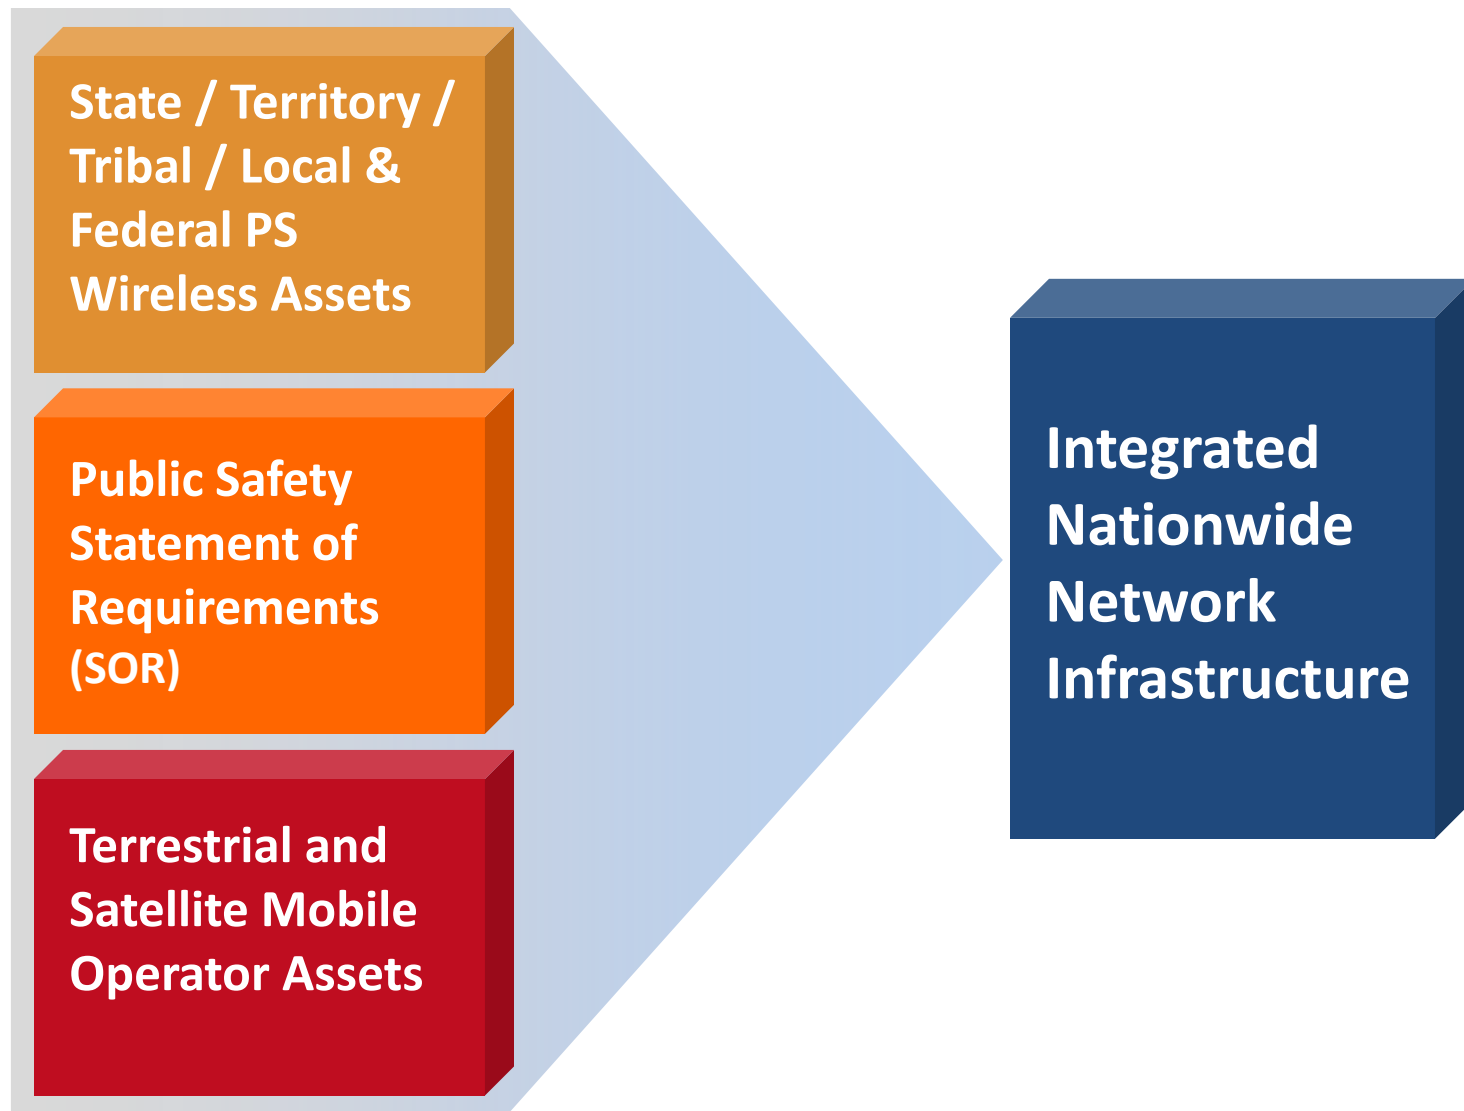 State / Territory /
Tribal / Local &
Federal PS
Wireless Assets
Public Safety
Statement of
Requirements
(SOR)
Terrestrial and
Satellite Mobile
Operator Assets
Integrated
Nationwide
Network
Infrastructure